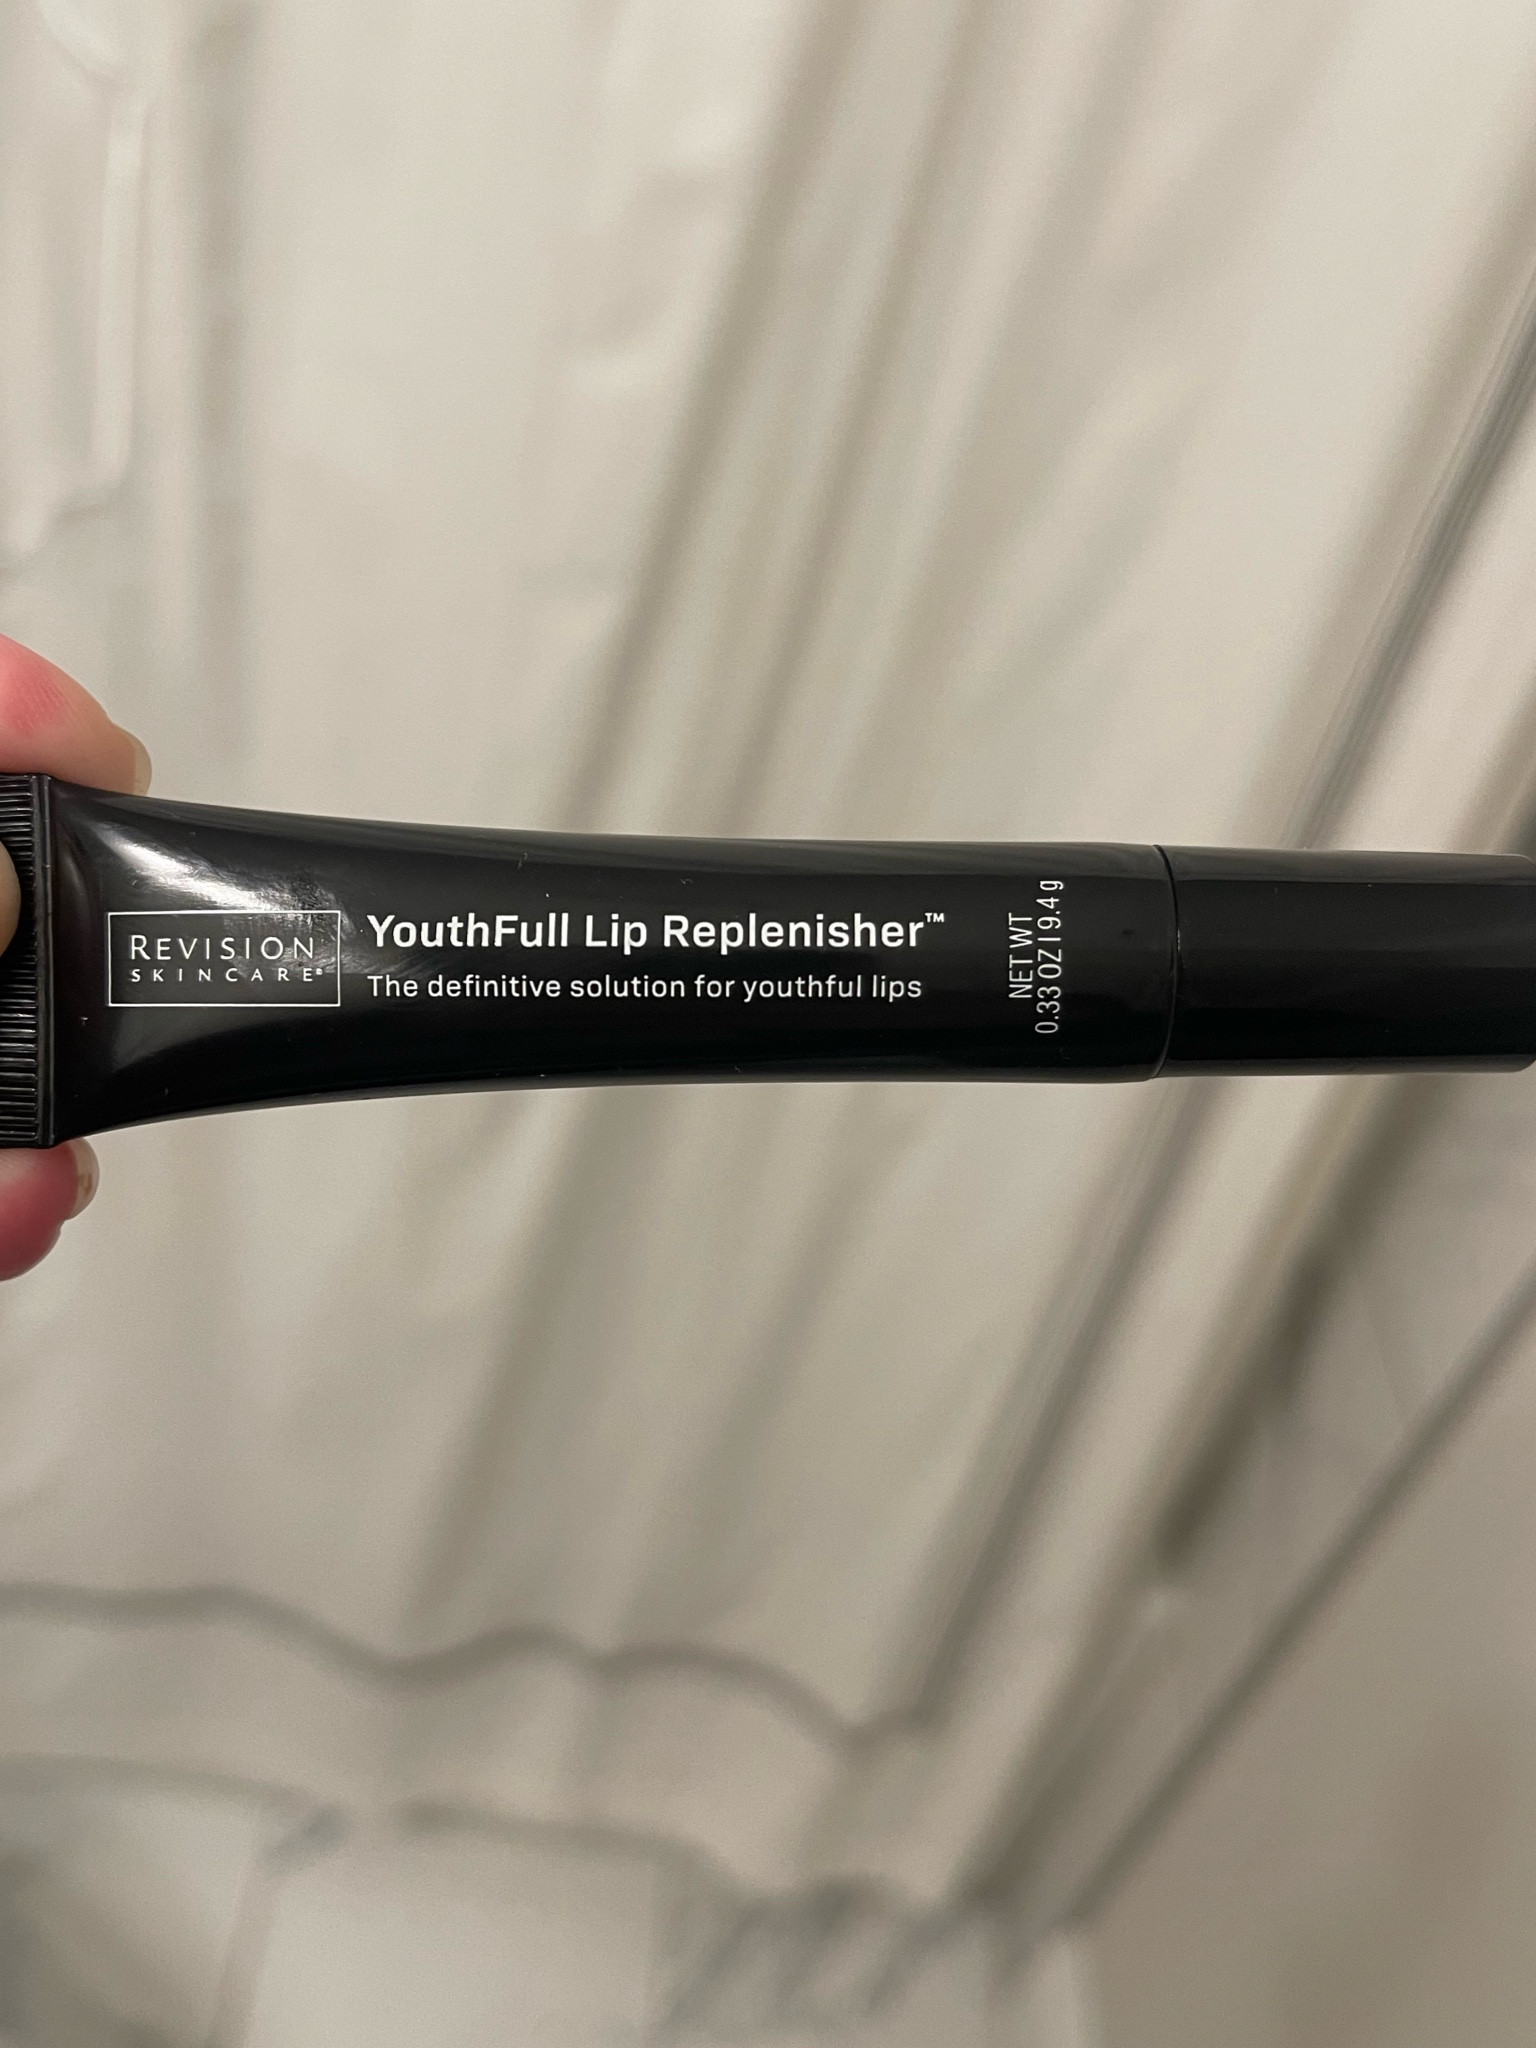 REVISION
SKINCARE®
YouthFull Lip Replenisher™
The definitive solution for youthful lips
NET WT
0.33 OZ | 9.4 g